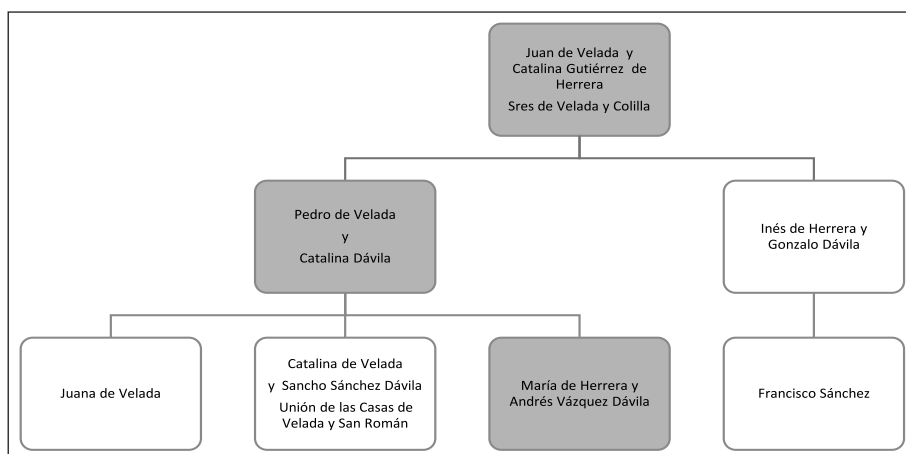 Juan de Velada y
Catalina Gutiérrez de
Herrera
Sres de Velada y Colilla
Pedro de Velada
y
Catalina Dávila
Inés de Herrera y
Gonzalo Dávila
Juana de Velada
Catalina de Velada
y Sancho Sánchez Dávila
Unión de las Casas de
Velada y San Román
María de Herrera y
Andrés Vázquez Dávila
Francisco Sánchez